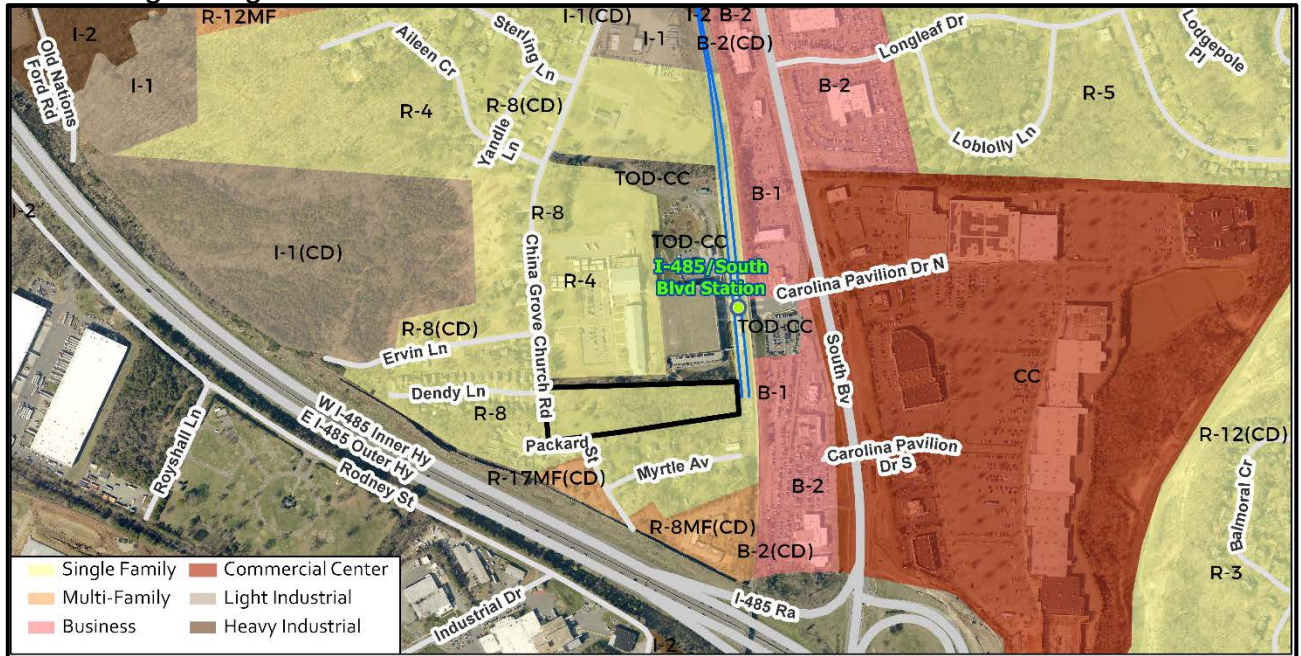 I-2
R-12MF
I-1(CD)
I-2
B-2
Old Nations
Ford Rd
I-1
Aileen Cr
Sterling Ln
I-1
B-2(CD)
Longleaf Dr
Lodgepole
Pl
R-4
R-8(CD)
Yandle
Ln
B-2
R-5
Loblolly Ln
TOD-CC
B-1
I-2
R-8
I-1(CD)
China Grove Church Rd
TOD-CC
R-4
I-485/South
Blvd Station
Carolina Pavilion Dr N
R-8(CD)
Ervin Ln
TOD-CC
South Bv
CC
Dendy Ln
R-8
B-1
W I-485 Inner Hy
E I-485 Outer Hy
Royshall Ln
Rodney St
Packard
St
Myrtle Av
Carolina Pavilion
Dr S
R-12(CD)
R-17MF(CD)
B-2
R-8MF(CD)
B-2(CD)
Balmoral Cr
R-3
Single Family
Commercial Center
Multi-Family
Light Industrial
Business
Heavy Industrial
Industrial Dr
I-485 Ra
I-2